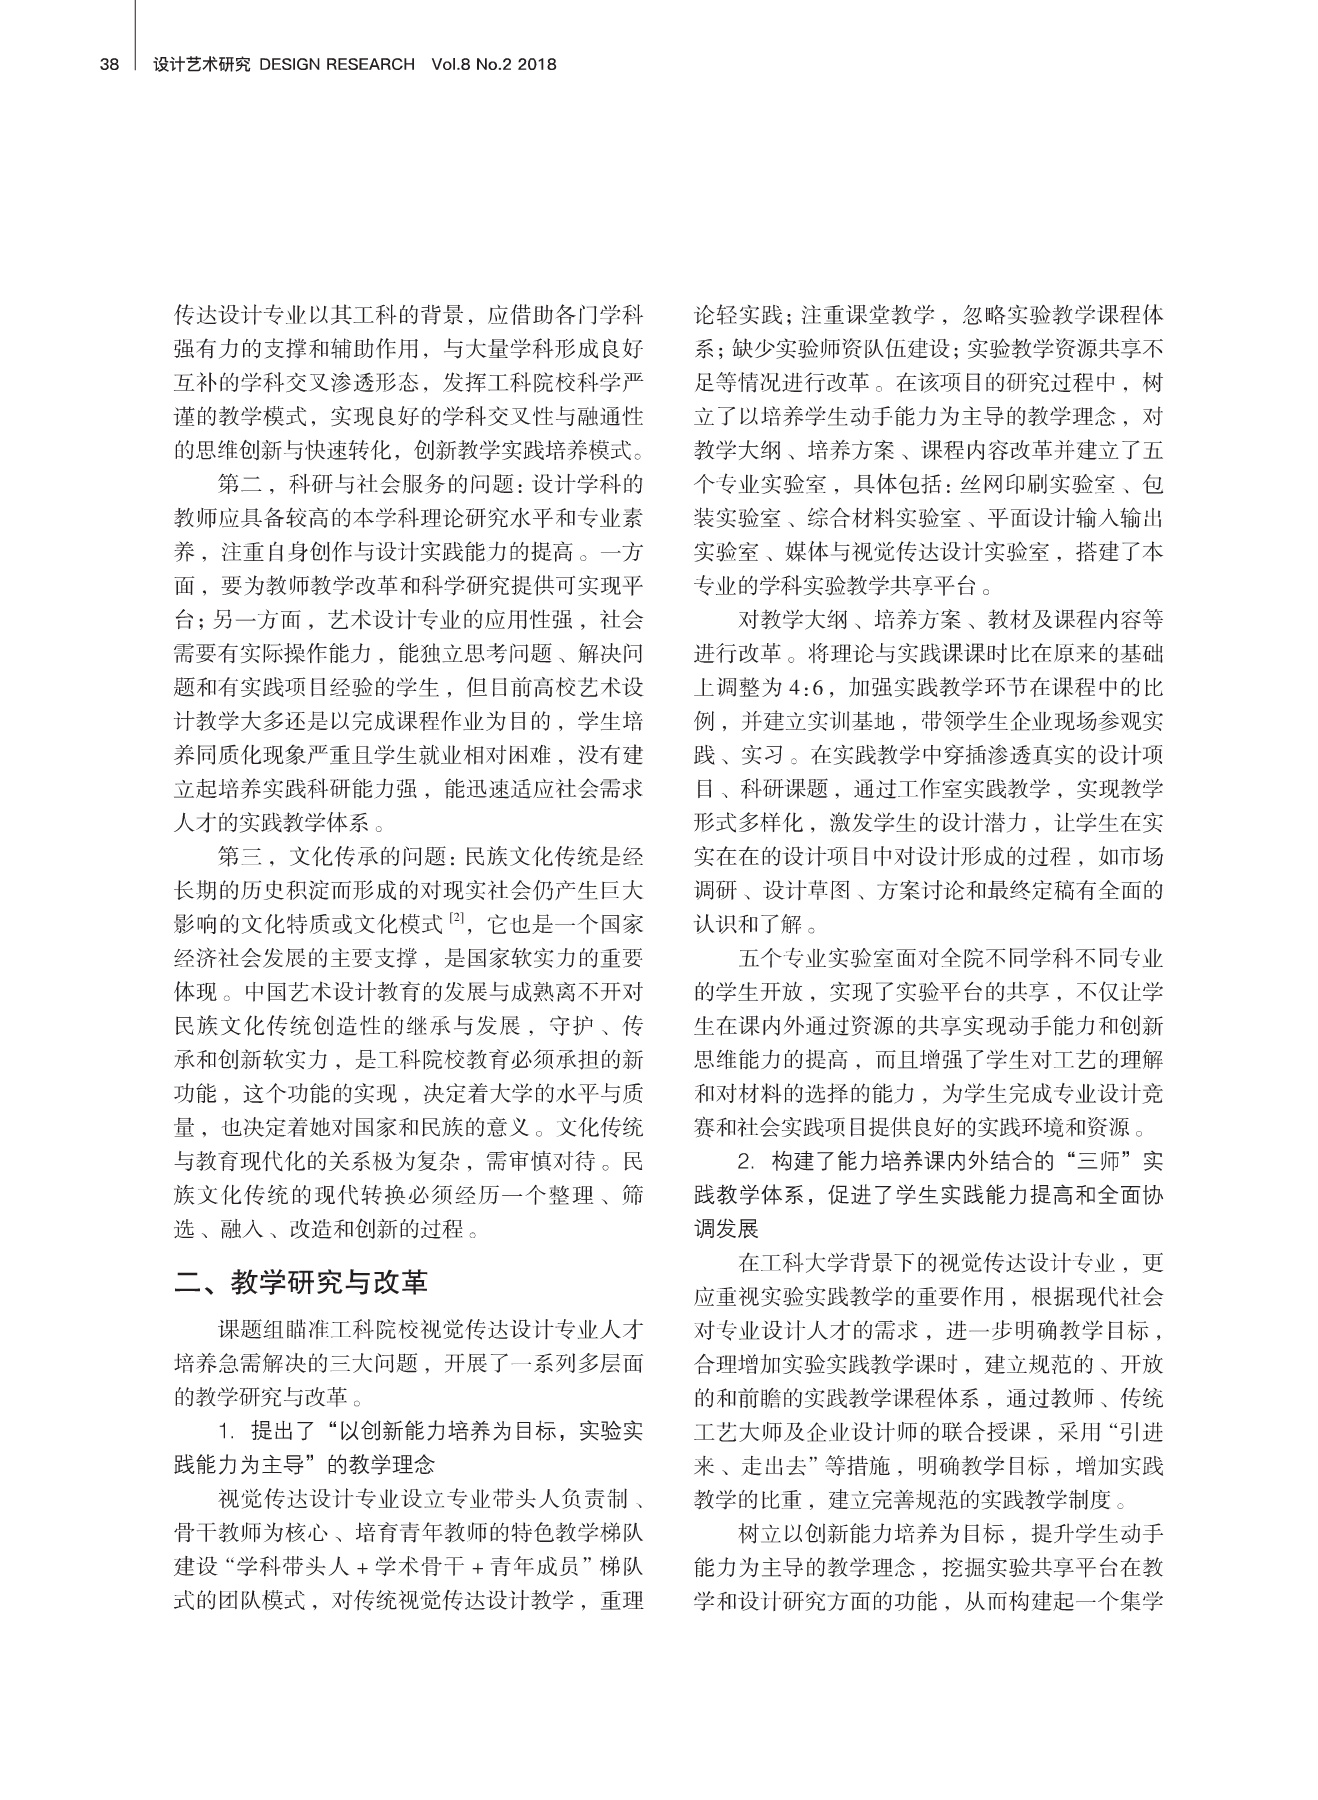 38 设计艺术研究 DESIGN RESEARCH Vol.8 No.2 2018
传达设计专业以其工科的背景，应借助各门学科
强有力的支撑和辅助作用，与大量学科形成良好
互补的学科交叉渗透形态，发挥工科院校科学严
谨的教学模式，实现良好的学科交叉性与融通性
的思维创新与快速转化，创新教学实践培养模式。
第二，科研与社会服务的问题：设计学科的
教师应具备较高的本学科理论研究水平和专业素
养，注重自身创作与设计实践能力的提高。一方
面，要为教师教学改革和科学研究提供可实现平
台；另一方面，艺术设计专业的应用性强，社会
需要有实际操作能力，能独立思考问题、解决问
题和有实践项目经验的学生，但目前高校艺术设
计教学大多还是以完成课程作业为目的，学生培
养同质化现象严重且学生就业相对困难，没有建
立起培养实践科研能力强，能迅速适应社会需求
人才的实践教学体系。
第三，文化传承的问题：民族文化传统是经
长期的历史积淀而形成的对现实社会仍产生巨大
影响的文化特质或文化模式[2]，它也是一个国家
经济社会发展的主要支撑，是国家软实力的重要
体现。中国艺术设计教育的发展与成熟离不开对
民族文化传统创造性的继承与发展，守护、传
承和创新软实力，是工科院校教育必须承担的新
功能，这个功能的实现，决定着大学的水平与质
量，也决定着她对国家和民族的意义。文化传统
与教育现代化的关系极为复杂，需审慎对待。民
族文化传统的现代转换必须经历一个整理、筛
选、融入、改造和创新的过程。
二、教学研究与改革
课题组瞄准工科院校视觉传达设计专业人才
培养急需解决的三大问题，开展了一系列多层面
的教学研究与改革。
1. 提出了“以创新能力培养为目标，实验实
践能力为主导”的教学理念
视觉传达设计专业设立专业带头人负责制、
骨干教师为核心、培育青年教师的特色教学梯队
建设“学科带头人+学术骨干+青年成员”梯队
式的团队模式，对传统视觉传达设计教学，重理
论轻实践；注重课堂教学，忽略实验教学课程体
系；缺少实验师资队伍建设；实验教学资源共享不
足等情况进行改革。在该项目的研究过程中，树
立了以培养学生动手能力为主导的教学理念，对
教学大纲、培养方案、课程内容改革并建立了五
个专业实验室，具体包括：丝网印刷实验室、包
装实验室、综合材料实验室、平面设计输入输出
实验室、媒体与视觉传达设计实验室，搭建了本
专业的学科实验教学共享平台。
对教学大纲、培养方案、教材及课程内容等
进行改革。将理论与实践课课时比在原来的基础
上调整为4:6，加强实践教学环节在课程中的比
例，并建立实训基地，带领学生企业现场参观实
践、实习。在实践教学中穿插渗透真实的设计项
目、科研课题，通过工作室实践教学，实现教学
形式多样化，激发学生的设计潜力，让学生在实
实在在的设计项目中对设计形成的过程，如市场
调研、设计草图、方案讨论和最终定稿有全面的
认识和了解。
五个专业实验室面对全院不同学科不同专业
的学生开放，实现了实验平台的共享，不仅让学
生在课内外通过资源的共享实现动手能力和创新
思维能力的提高，而且增强了学生对工艺的理解
和对材料的选择的能力，为学生完成专业设计竞
赛和社会实践项目提供良好的实践环境和资源。
2. 构建了能力培养课内外结合的“三师”实
践教学体系，促进了学生实践能力提高和全面协
调发展
在工科大学背景下的视觉传达设计专业，更
应重视实验实践教学的重要作用，根据现代社会
对专业设计人才的需求，进一步明确教学目标，
合理增加实验实践教学课时，建立规范的、开放
的和前瞻的实践教学课程体系，通过教师、传统
工艺大师及企业设计师的联合授课，采用“引进
来、走出去”等措施，明确教学目标，增加实践
教学的比重，建立完善规范的实践教学制度。
树立以创新能力培养为目标，提升学生动手
能力为主导的教学理念，挖掘实验共享平台在教
学和设计研究方面的功能，从而构建起一个集学